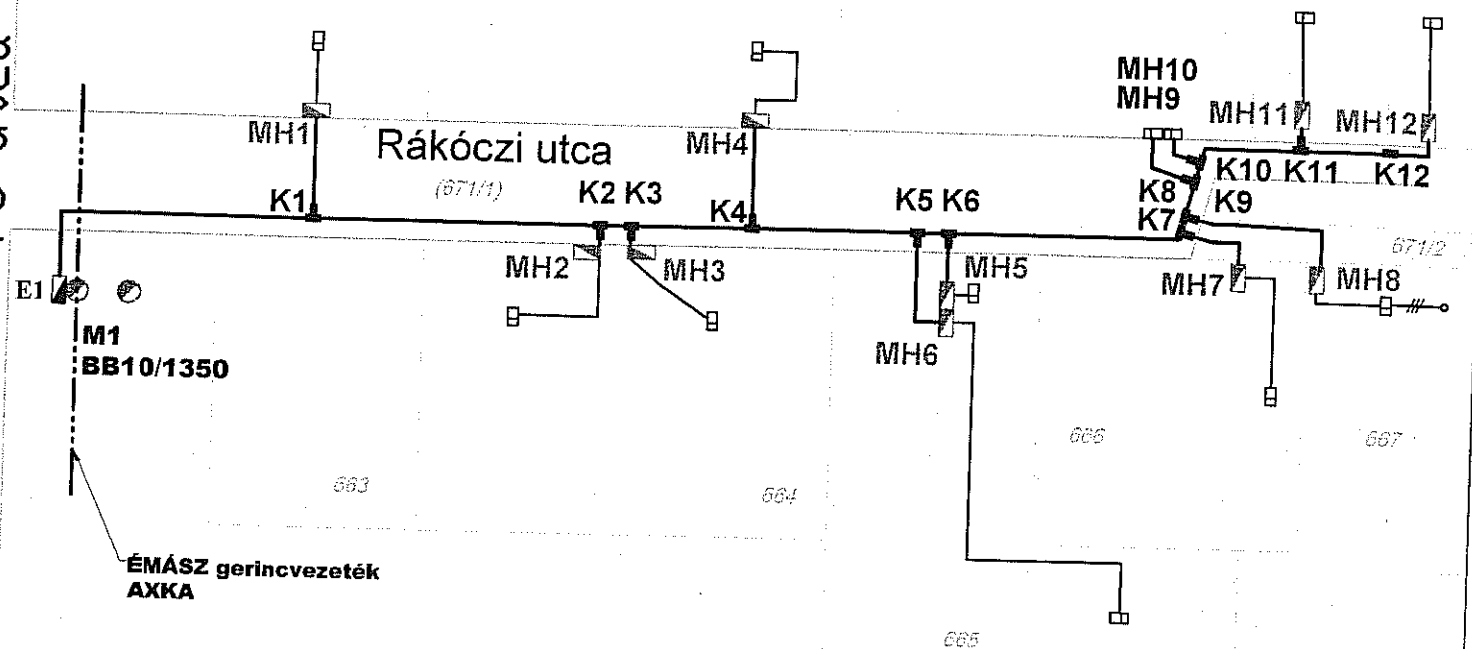 MH10
MH9
MH11
MH12
MH1
Rákóczi utca
MH4
(671/1)
K1
K2 K3
K4
K5 K6
K8
K7
K10 K11 K12
K9
671/2
MH2
MH3
MH5
MH7
MH8
E1
M1
BB10/1350
MH6
663
664
666
667
ÉMÁSZ gerincvezeték
AXKA
665